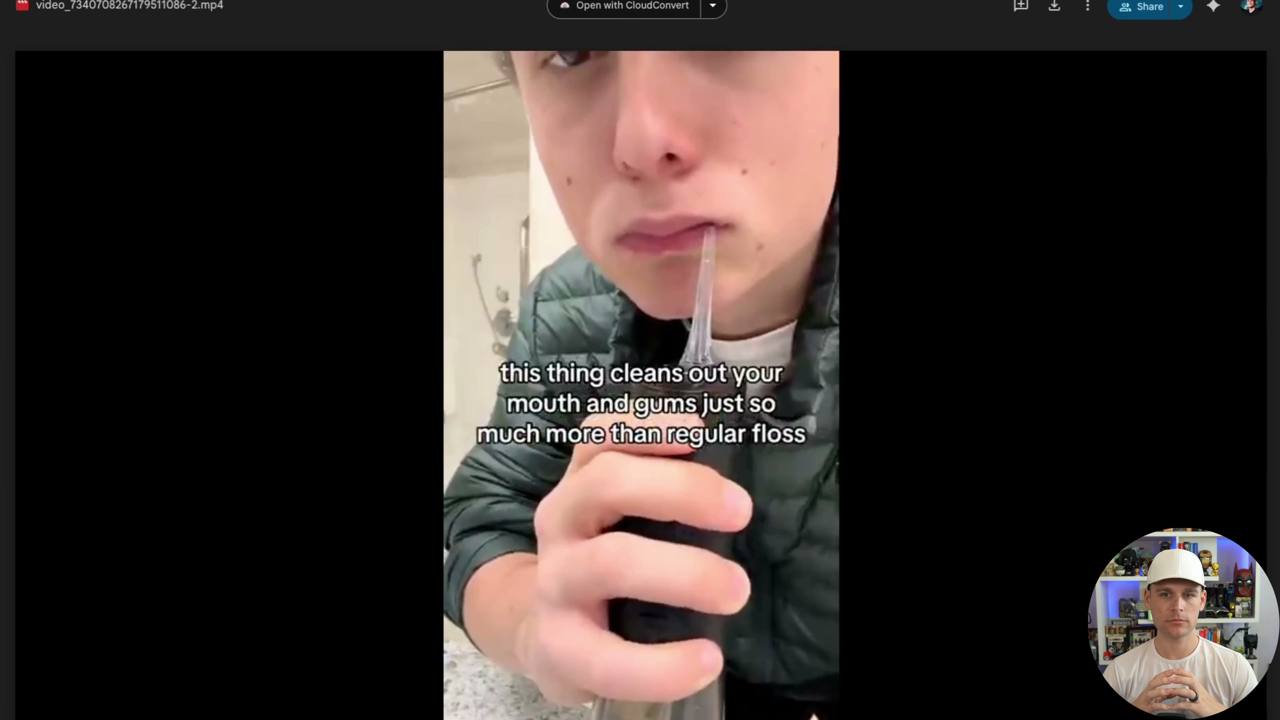 video_7340708267179511086-2.mp4
Open with CloudConvert
Share
this thing cleans out your
mouth and gums just so
much more than regular floss